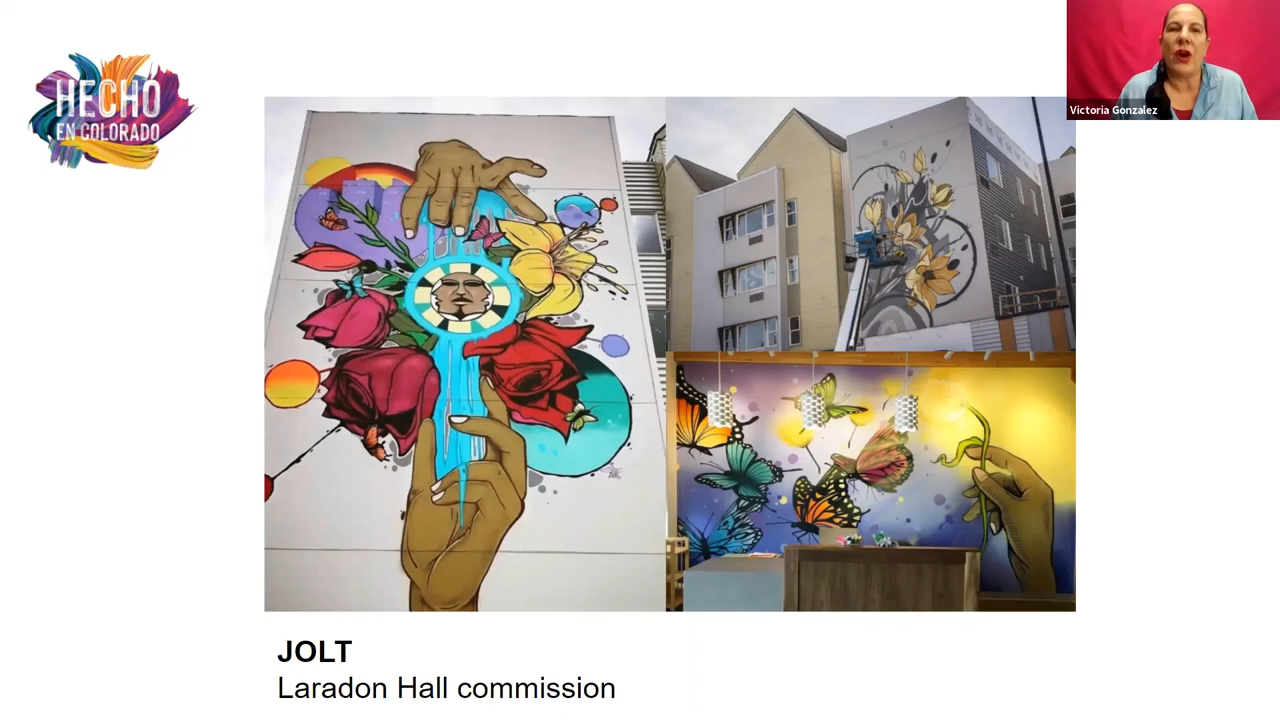 HECHO
EN COLORADO
Victoria Gonzalez
JOLT
Laradon Hall commission